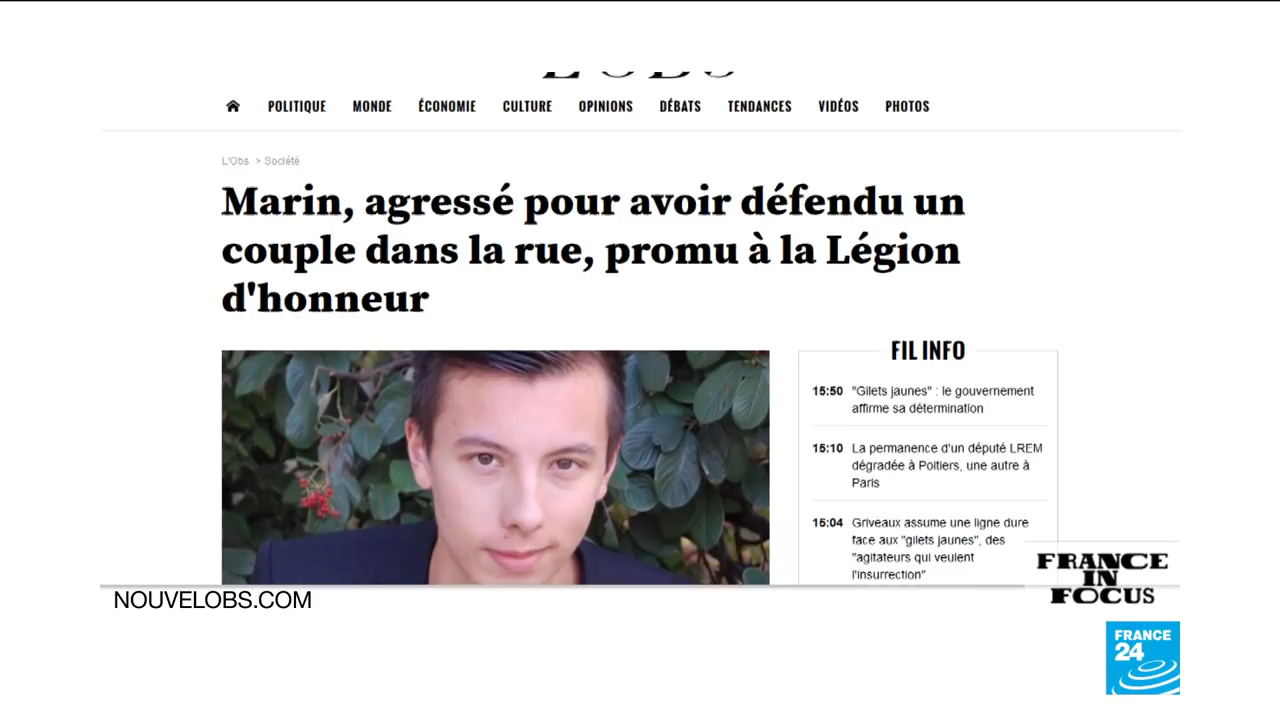 L'OBS
POLITIQUE MONDE ÉCONOMIE CULTURE OPINIONS DÉBATS TENDANCES VIDÉOS PHOTOS
L'Obs > Société
Marin, agressé pour avoir défendu un
couple dans la rue, promu à la Légion
d'honneur
FIL INFO
15:50 "Gilets jaunes" : le gouvernement
affirme sa détermination
15:10 La permanence d'un député LREM
dégradée à Poitiers, une autre à
Paris
15:04 Griveaux assume une ligne dure
face aux "gilets jaunes", des
"agitateurs qui veulent
l'insurrection"
FRANCE
IN
FOCUS
NOUVELOBS.COM
FRANCE
24